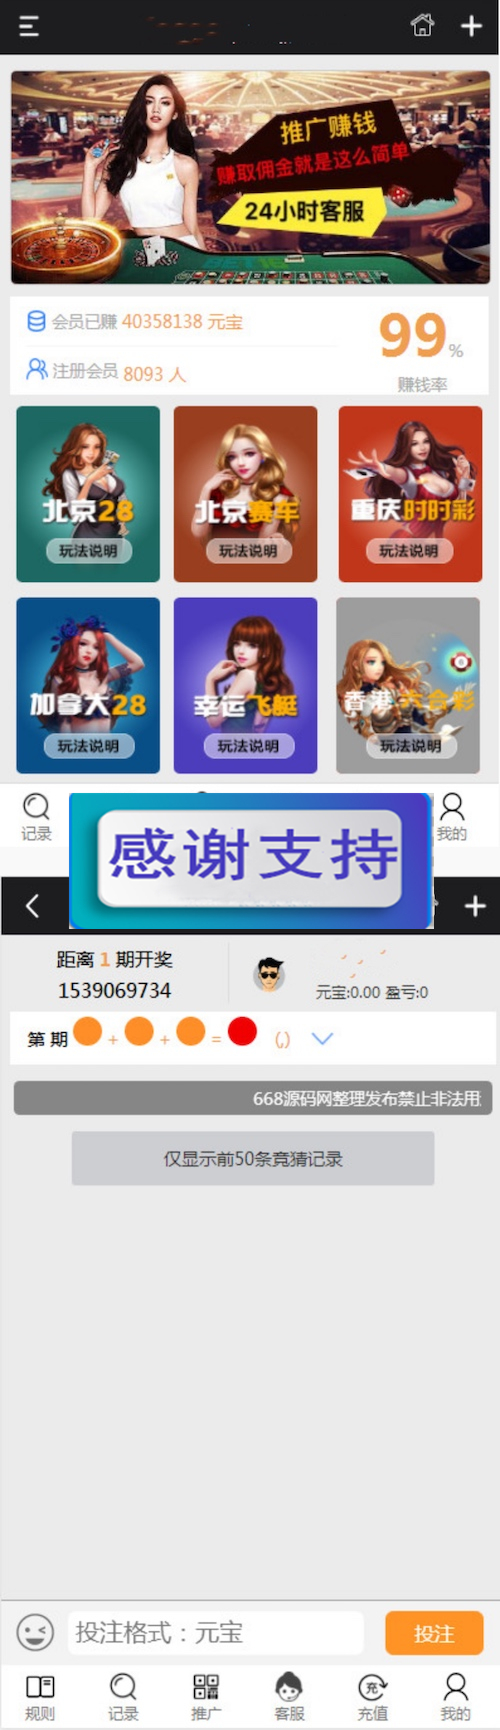 推广赚钱
赚取佣金就是这么简单
24小时客服
会员已赚 40358138 元宝
注册会员 8093 人
99%
赚钱率
北京28
玩法说明
北京赛车
玩法说明
重庆时时彩
玩法说明
加拿大28
玩法说明
幸运飞艇
玩法说明
香港六合彩
玩法说明
记录
我的
感谢支持
距离 1 期开奖
1539069734
元宝:0.00 盈亏:0
第 期 + + = (,)
668源码网整理发布禁止非法用
仅显示前50条竞猜记录
投注格式：元宝
投注
规则
记录
推广
客服
充
充值
我的